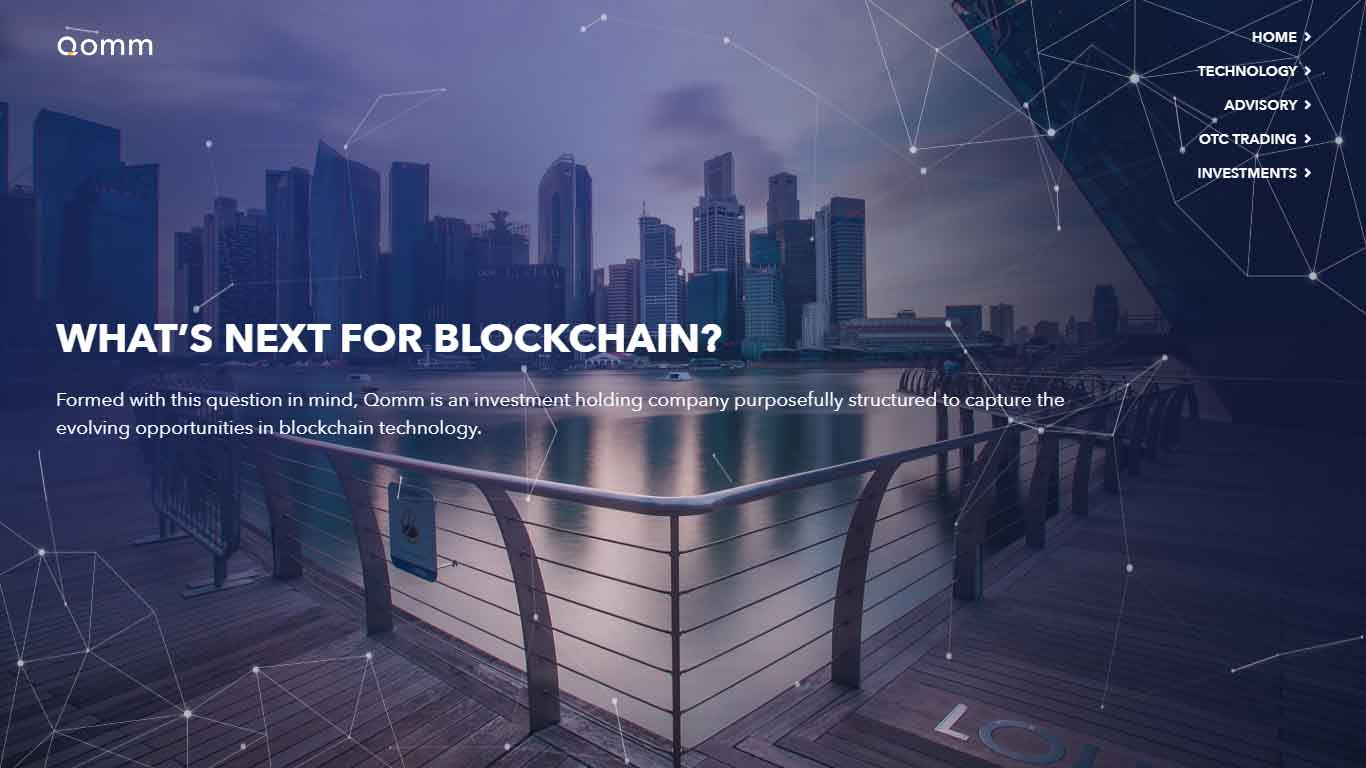 Qomm
HOME
TECHNOLOGY
ADVISORY
OTC TRADING
INVESTMENTS
WHAT’S NEXT FOR BLOCKCHAIN?
Formed with this question in mind, Qomm is an investment holding company purposefully structured to capture the
evolving opportunities in blockchain technology.